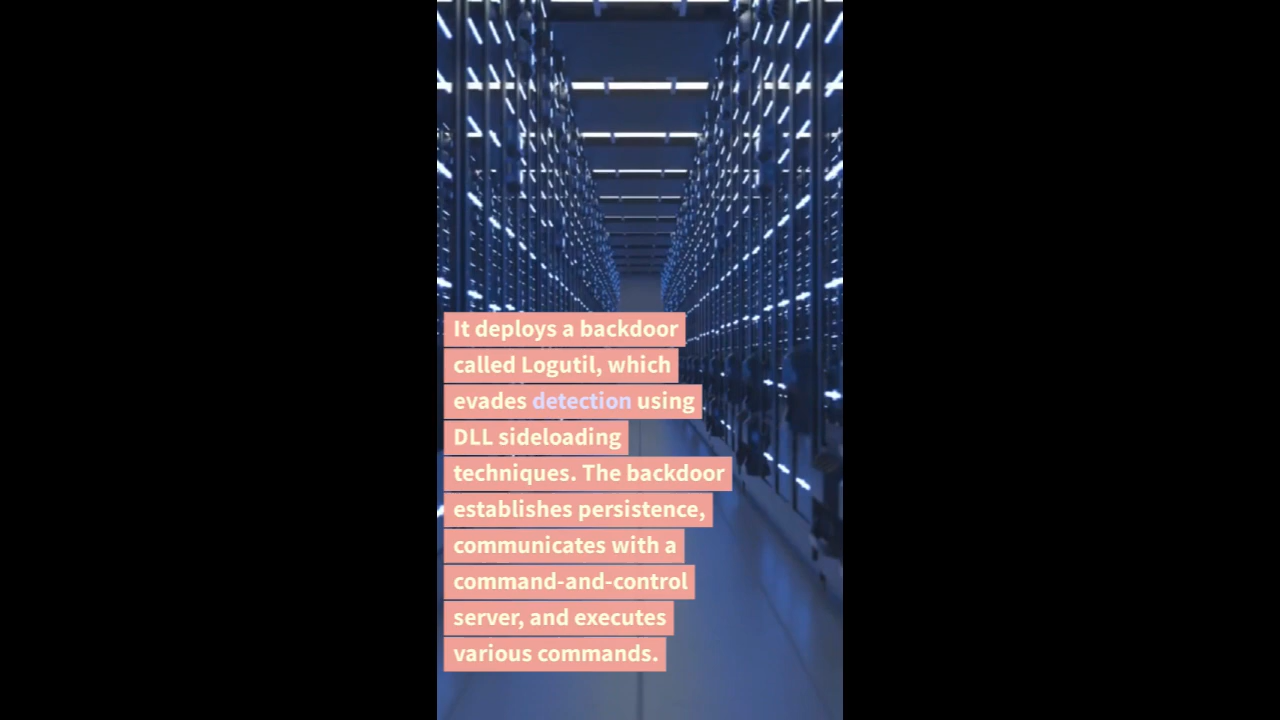 It deploys a backdoor
called Logutil, which
evades detection using
DLL sideloading
techniques. The backdoor
establishes persistence,
communicates with a
command-and-control
server, and executes
various commands.